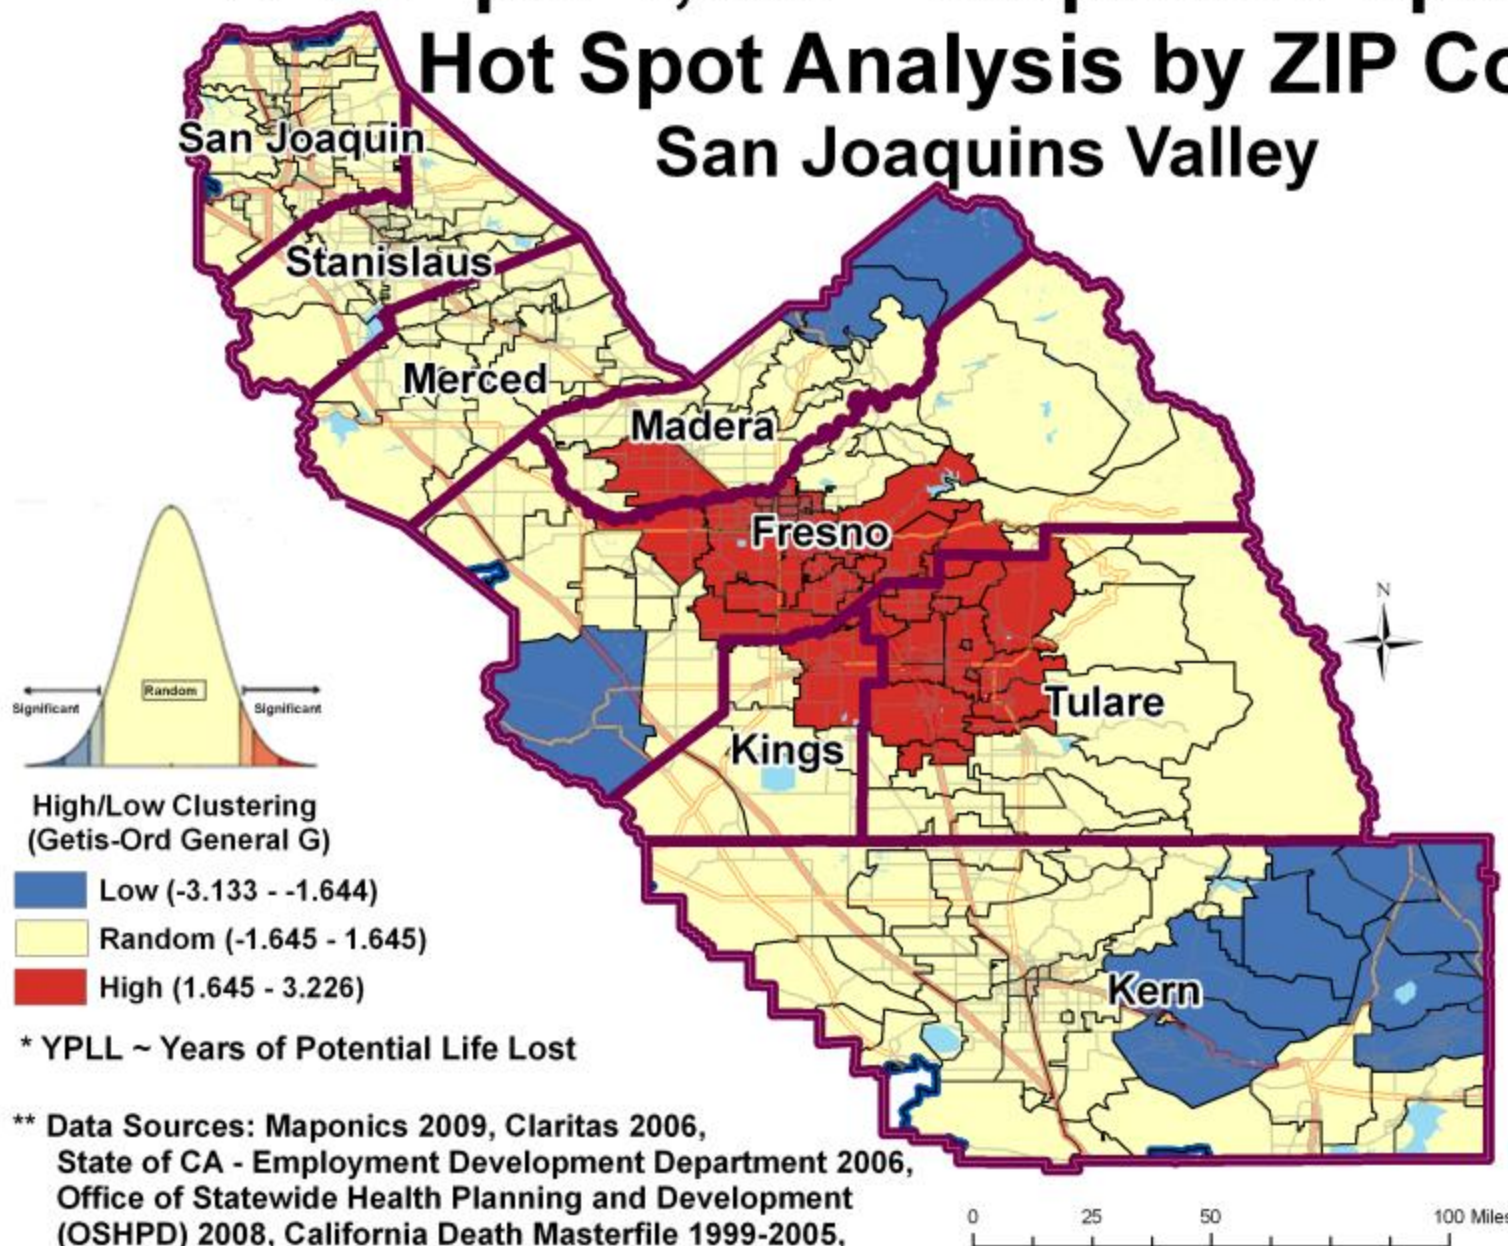 Hot Spot Analysis by ZIP Co
San Joaquins Valley
San Joaquin
Stanislaus
Merced
Madera
Fresno
Tulare
Kings
Kern
N
Random
Significant
Significant
High/Low Clustering
(Getis-Ord General G)
Low (-3.133 - -1.644)
Random (-1.645 - 1.645)
High (1.645 - 3.226)
* YPLL ~ Years of Potential Life Lost
** Data Sources: Maponics 2009, Claritas 2006,
State of CA - Employment Development Department 2006,
Office of Statewide Health Planning and Development
(OSHPD) 2008, California Death Masterfile 1999-2005,
0 25 50 100 Miles